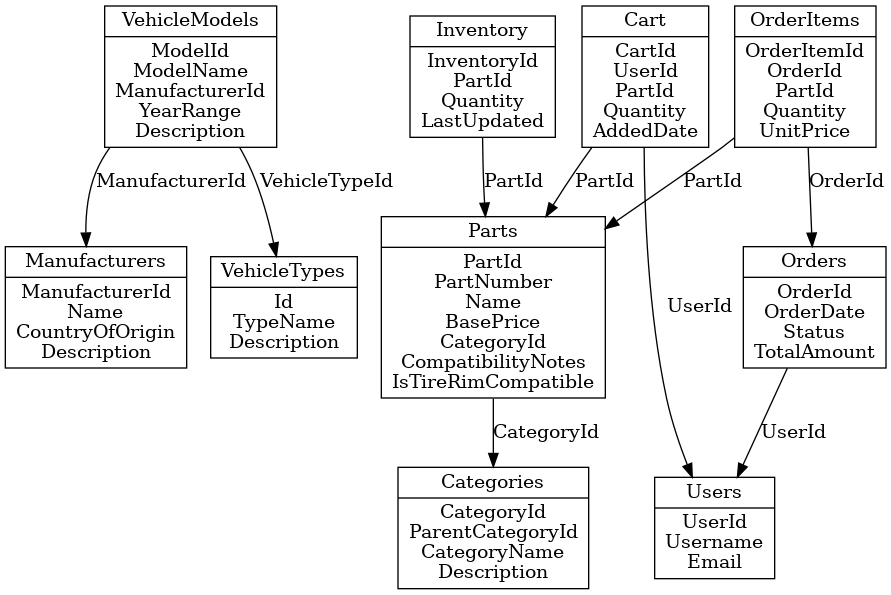 VehicleModels
ModelId
ModelName
ManufacturerId
YearRange
Description
Inventory
InventoryId
PartId
Quantity
LastUpdated
Cart
CartId
UserId
PartId
Quantity
AddedDate
OrderItems
OrderItemId
OrderId
PartId
Quantity
UnitPrice
ManufacturerId
VehicleTypeId
PartId
PartId
PartId
OrderId
Manufacturers
ManufacturerId
Name
CountryOfOrigin
Description
VehicleTypes
Id
TypeName
Description
Parts
PartId
PartNumber
Name
BasePrice
CategoryId
CompatibilityNotes
IsTireRimCompatible
UserId
Orders
OrderId
OrderDate
Status
TotalAmount
CategoryId
UserId
Categories
CategoryId
ParentCategoryId
CategoryName
Description
Users
UserId
Username
Email